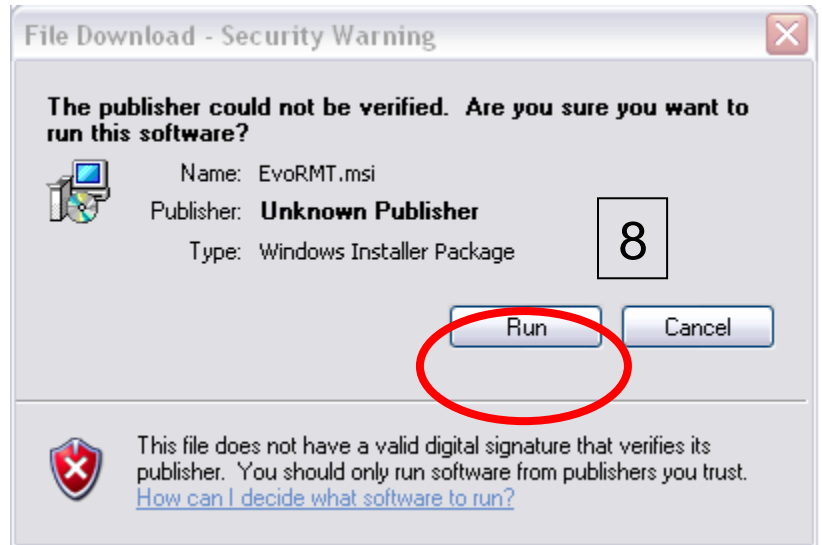 File Download - Security Warning
The publisher could not be verified.  Are you sure you want to
run this software?
Name: EvoRMT.msi
Publisher: Unknown Publisher
Type: Windows Installer Package
8
Run Cancel
This file does not have a valid digital signature that verifies its
publisher.  You should only run software from publishers you trust.
How can I decide what software to run?